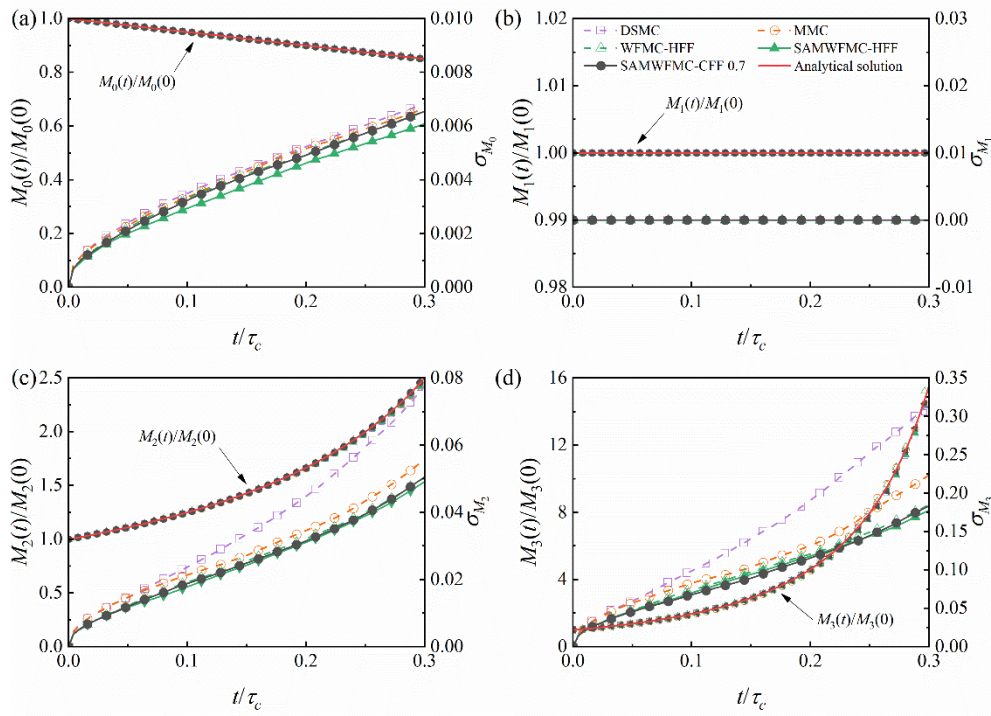 (a)
M₀(t)/M₀(0)
1.0
0.8
0.6
0.4
0.2
0.0
M₀(t)/M₀(0)
0.010
0.008
0.006
0.004
0.002
0.000
σ_M₀
0.0
0.1
0.2
0.3
t/τ_c
(b)
M₁(t)/M₁(0)
1.02
1.01
1.00
0.99
0.98
DSMC
MMC
WFMC-HFF
SAMWFMC-HFF
SAMWFMC-CFF 0.7
Analytical solution
M₁(t)/M₁(0)
0.03
0.02
0.01
0.00
-0.01
σ_M₁
0.0
0.1
0.2
0.3
t/τ_c
(c)
M₂(t)/M₂(0)
2.5
2.0
1.5
1.0
0.5
0.0
M₂(t)/M₂(0)
0.08
0.06
0.04
0.02
0.00
σ_M₂
0.0
0.1
0.2
0.3
t/τ_c
(d)
M₃(t)/M₃(0)
16
12
8
4
0
M₃(t)/M₃(0)
0.35
0.30
0.25
0.20
0.15
0.10
0.05
0.00
σ_M₃
0.0
0.1
0.2
0.3
t/τ_c